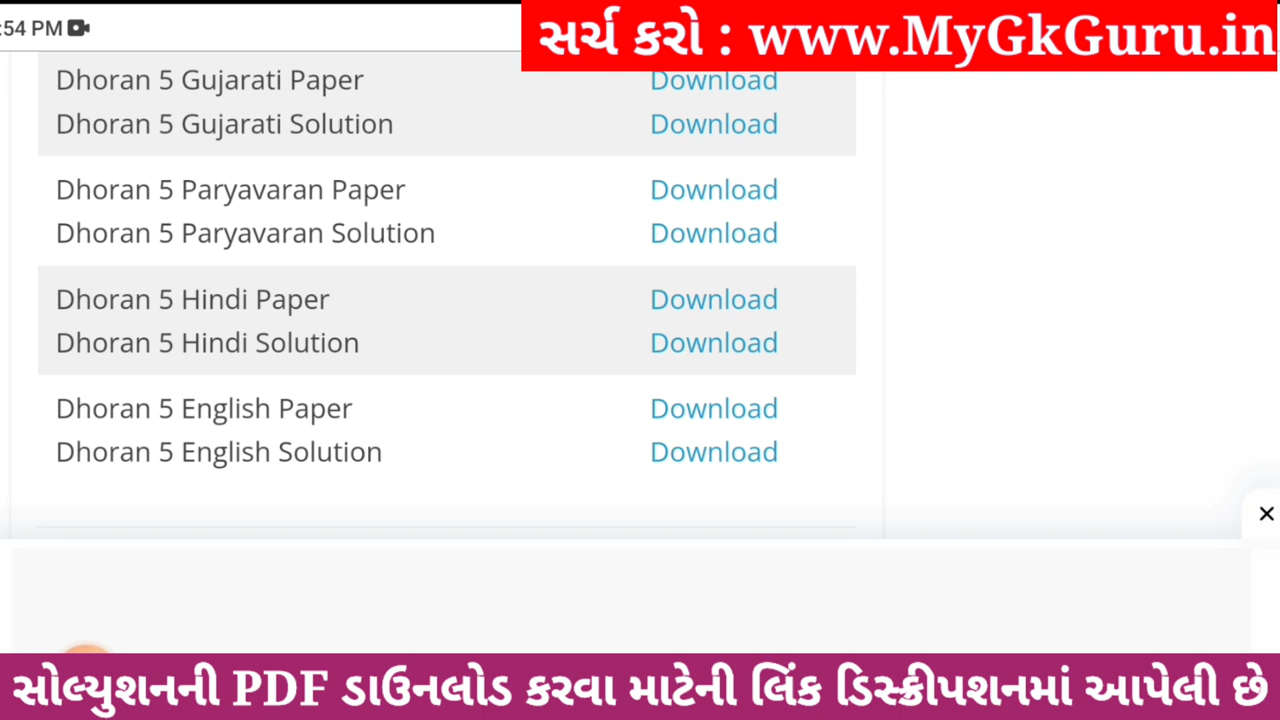 :54 PM
સર્ચ કરો : www.MyGkGuru.in
Dhoran 5 Gujarati Paper Download
Dhoran 5 Gujarati Solution Download
Dhoran 5 Paryavaran Paper Download
Dhoran 5 Paryavaran Solution Download
Dhoran 5 Hindi Paper Download
Dhoran 5 Hindi Solution Download
Dhoran 5 English Paper Download
Dhoran 5 English Solution Download
સોલ્યુશનની PDF ડાઉનલોડ કરવા માટેની લિંક ડિસ્ક્રીપશનમાં આપેલી છે